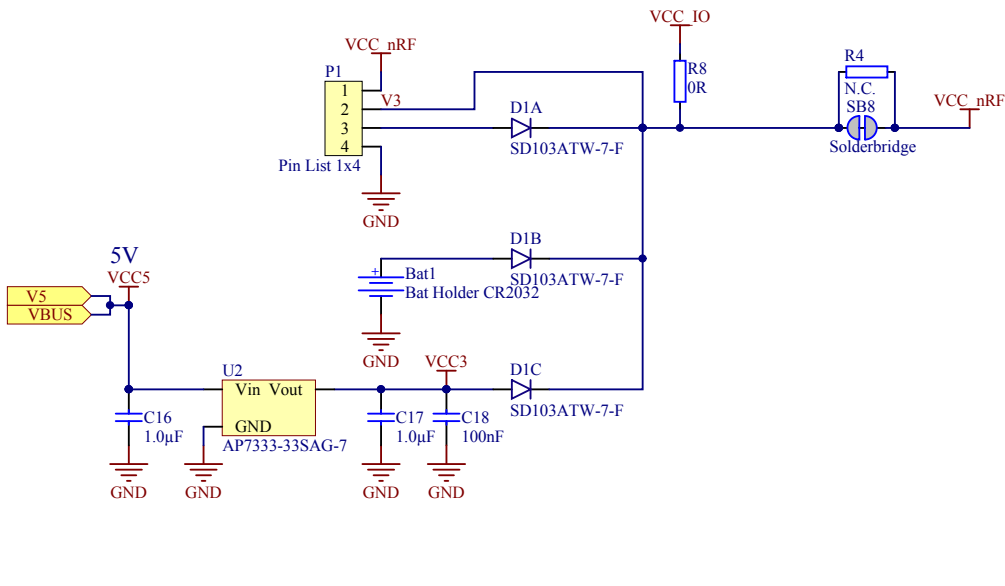 VCC_IO
VCC_nRF
P1
1
2
3
4
V3
Pin List 1x4
GND
D1A
SD103ATW-7-F
R8
0R
R4
N.C.
SB8
Solderbridge
VCC_nRF
D1B
SD103ATW-7-F
+
Bat1
Bat Holder CR2032
GND
5V
VCC5
V5
VBUS
U2
Vin Vout
GND
AP7333-33SAG-7
VCC3
D1C
SD103ATW-7-F
C16
1.0µF
C17
1.0µF
C18
100nF
GND
GND
GND
GND